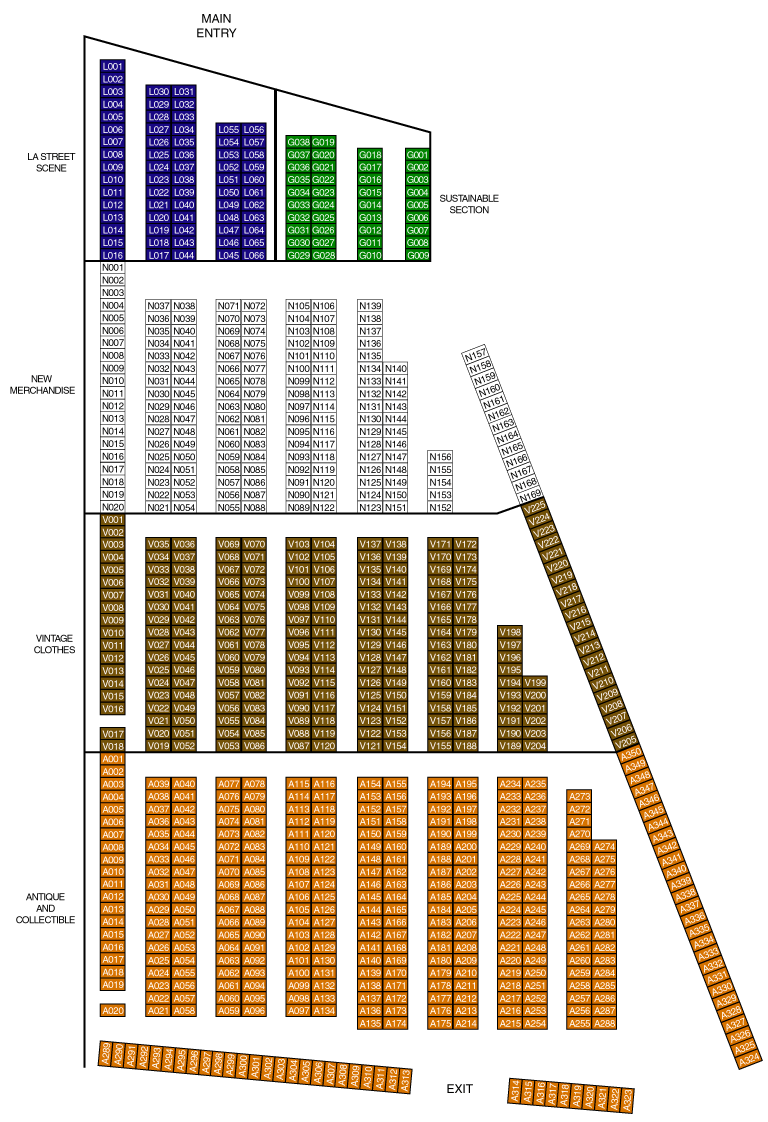 MAIN
ENTRY
LA STREET
SCENE
L001
L002
L003 L030 L031
L004 L029 L032
L005 L028 L033
L006 L027 L034 L055 L056
L007 L026 L035 L054 L057 G038 G019
L008 L025 L036 L053 L058 G037 G020 G018 G001
L009 L024 L037 L052 L059 G036 G021 G017 G002
L010 L023 L038 L051 L060 G035 G022 G016 G003
L011 L022 L039 L050 L061 G034 G023 G015 G004
L012 L021 L040 L049 L062 G033 G024 G014 G005
L013 L020 L041 L048 L063 G032 G025 G013 G006
L014 L019 L042 L047 L064 G031 G026 G012 G007
L015 L018 L043 L046 L065 G030 G027 G011 G008
L016 L017 L044 L045 L066 G029 G028 G010 G009
SUSTAINABLE
SECTION
NEW
MERCHANDISE
N001
N002
N003
N004 N037 N038 N071 N072 N105 N106 N139
N005 N036 N039 N070 N073 N104 N107 N138
N006 N035 N040 N069 N074 N103 N108 N137
N007 N034 N041 N068 N075 N102 N109 N136
N008 N033 N042 N067 N076 N101 N110 N135
N009 N032 N043 N066 N077 N100 N111 N134 N140
N010 N031 N044 N065 N078 N099 N112 N133 N141
N011 N030 N045 N064 N079 N098 N113 N132 N142
N012 N029 N046 N063 N080 N097 N114 N131 N143
N013 N028 N047 N062 N081 N096 N115 N130 N144
N014 N027 N048 N061 N082 N095 N116 N129 N145
N015 N026 N049 N060 N083 N094 N117 N128 N146
N016 N025 N050 N059 N084 N093 N118 N127 N147 N156
N017 N024 N051 N058 N085 N092 N119 N126 N148 N155
N018 N023 N052 N057 N086 N091 N120 N125 N149 N154
N019 N022 N053 N056 N087 N090 N121 N124 N150 N153
N020 N021 N054 N055 N088 N089 N122 N123 N151 N152
N157
N158
N159
N160
N161
N162
N163
N164
N165
N166
N167
N168
N169
VINTAGE
CLOTHES
V001
V002
V003 V035 V036 V069 V070 V103 V104 V137 V138 V171 V172
V004 V034 V037 V068 V071 V102 V105 V136 V139 V170 V173
V005 V033 V038 V067 V072 V101 V106 V135 V140 V169 V174
V006 V032 V039 V066 V073 V100 V107 V134 V141 V168 V175
V007 V031 V040 V065 V074 V099 V108 V133 V142 V167 V176
V008 V030 V041 V064 V075 V098 V109 V132 V143 V166 V177
V009 V029 V042 V063 V076 V097 V110 V131 V144 V165 V178
V010 V028 V043 V062 V077 V096 V111 V130 V145 V164 V179 V198
V011 V027 V044 V061 V078 V095 V112 V129 V146 V163 V180 V197
V012 V026 V045 V060 V079 V094 V113 V128 V147 V162 V181 V196
V013 V025 V046 V059 V080 V093 V114 V127 V148 V161 V182 V195
V014 V024 V047 V058 V081 V092 V115 V126 V149 V160 V183 V194 V199
V015 V023 V048 V057 V082 V091 V116 V125 V150 V159 V184 V193 V200
V016 V022 V049 V056 V083 V090 V117 V124 V151 V158 V185 V192 V201
V021 V050 V055 V084 V089 V118 V123 V152 V157 V186 V191 V202
V017 V020 V051 V054 V085 V088 V119 V122 V153 V156 V187 V190 V203
V018 V019 V052 V053 V086 V087 V120 V121 V154 V155 V188 V189 V204
V225
V224
V223
V222
V221
V220
V219
V218
V217
V216
V215
V214
V213
V212
V211
V210
V209
V208
V207
V206
V205
ANTIQUE
AND
COLLECTIBLE
A001
A002
A003 A039 A040 A077 A078 A115 A116 A154 A155 A194 A195 A234 A235
A004 A038 A041 A076 A079 A114 A117 A153 A156 A193 A196 A233 A236 A273
A005 A037 A042 A075 A080 A113 A118 A152 A157 A192 A197 A232 A237 A272
A006 A036 A043 A074 A081 A112 A119 A151 A158 A191 A198 A231 A238 A271
A007 A035 A044 A073 A082 A111 A120 A150 A159 A190 A199 A230 A239 A270
A008 A034 A045 A072 A083 A110 A121 A149 A160 A189 A200 A229 A240 A269 A274
A009 A033 A046 A071 A084 A109 A122 A148 A161 A188 A201 A228 A241 A268 A275
A010 A032 A047 A070 A085 A108 A123 A147 A162 A187 A202 A227 A242 A267 A276
A011 A031 A048 A069 A086 A107 A124 A146 A163 A186 A203 A226 A243 A266 A277
A012 A030 A049 A068 A087 A106 A125 A145 A164 A185 A204 A225 A244 A265 A278
A013 A029 A050 A067 A088 A105 A126 A144 A165 A184 A205 A224 A245 A264 A279
A014 A028 A051 A066 A089 A104 A127 A143 A166 A183 A206 A223 A246 A263 A280
A015 A027 A052 A065 A090 A103 A128 A142 A167 A182 A207 A222 A247 A262 A281
A016 A026 A053 A064 A091 A102 A129 A141 A168 A181 A208 A221 A248 A261 A282
A017 A025 A054 A063 A092 A101 A130 A140 A169 A180 A209 A220 A249 A260 A283
A018 A024 A055 A062 A093 A100 A131 A139 A170 A179 A210 A219 A250 A259 A284
A019 A023 A056 A061 A094 A099 A132 A138 A171 A178 A211 A218 A251 A258 A285
A022 A057 A060 A095 A098 A133 A137 A172 A177 A212 A217 A252 A257 A286
A020 A021 A058 A059 A096 A097 A134 A136 A173 A176 A213 A216 A253 A256 A287
A135 A174 A175 A214 A215 A254 A255 A288
A350
A349
A348
A347
A346
A345
A344
A343
A342
A341
A340
A339
A338
A337
A336
A335
A334
A333
A332
A331
A330
A329
A328
A327
A326
A325
A324
A289 A290 A291 A292 A293 A294 A295 A296 A297 A298 A299 A300 A301 A302 A303 A304 A305 A306 A307 A308 A309 A310 A311 A312 A313
EXIT
A314 A315 A316 A317 A318 A319 A320 A321 A322 A322